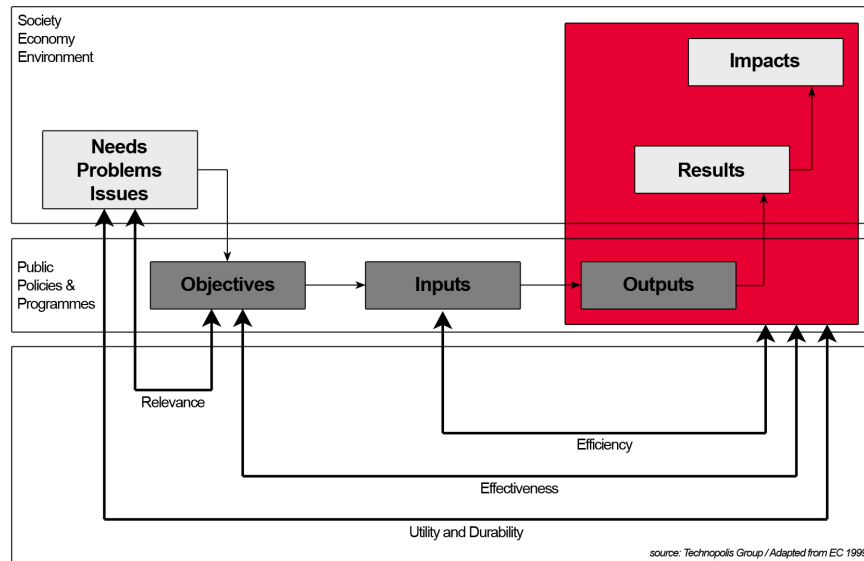 Society
Economy
Environment
Impacts
Needs
Problems
Issues
Results
Public
Policies &
Programmes
Objectives
Inputs
Outputs
Relevance
Efficiency
Effectiveness
Utility and Durability
source: Technopolis Group / Adapted from EC 1999